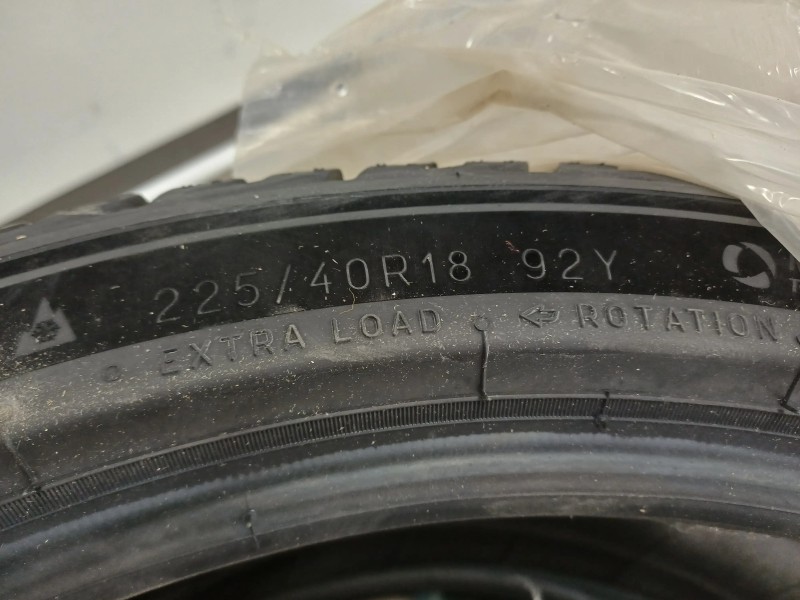 225/40R18 92Y
EXTRA LOAD ROTATION